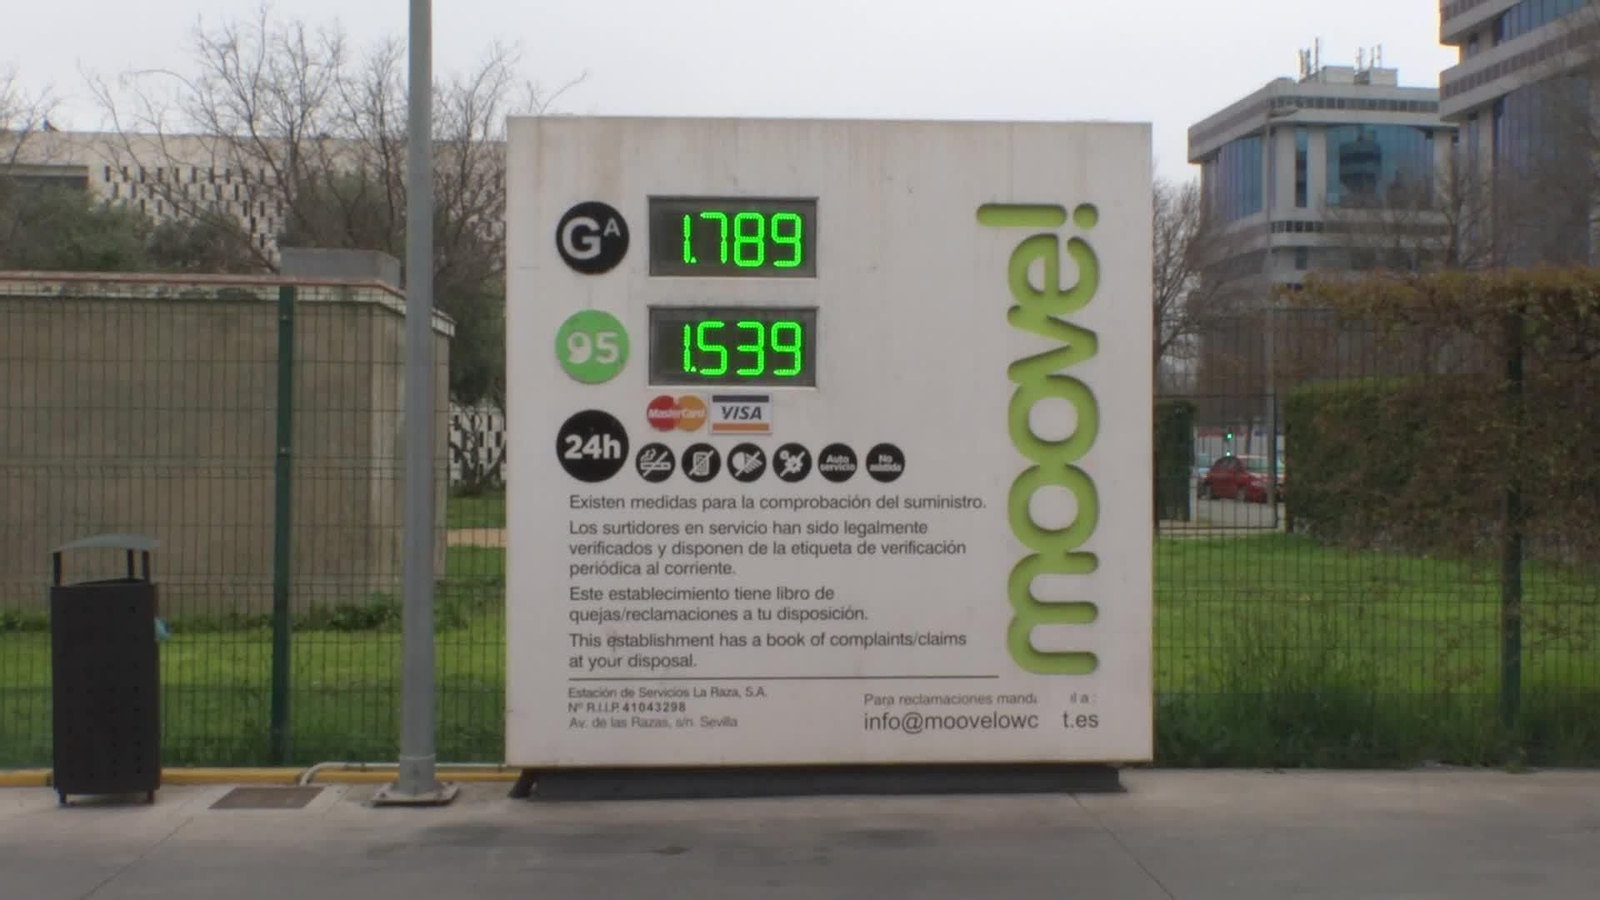 GA 1.789
95 1.539
MasterCard VISA
24h
Auto servicio
No asistida
Existen medidas para la comprobación del suministro.
Los surtidores en servicio han sido legalmente
verificados y disponen de la etiqueta de verificación
periódica al corriente.
Este establecimiento tiene libro de
quejas/reclamaciones a tu disposición.
This establishment has a book of complaints/claims
at your disposal.
Estación de Servicios La Raza, S.A.
Nº R.I.I.P. 41043298
Av. de las Razas, s/n. Sevilla
Para reclamaciones mand il a:
info@moovelowc t.es
moove!